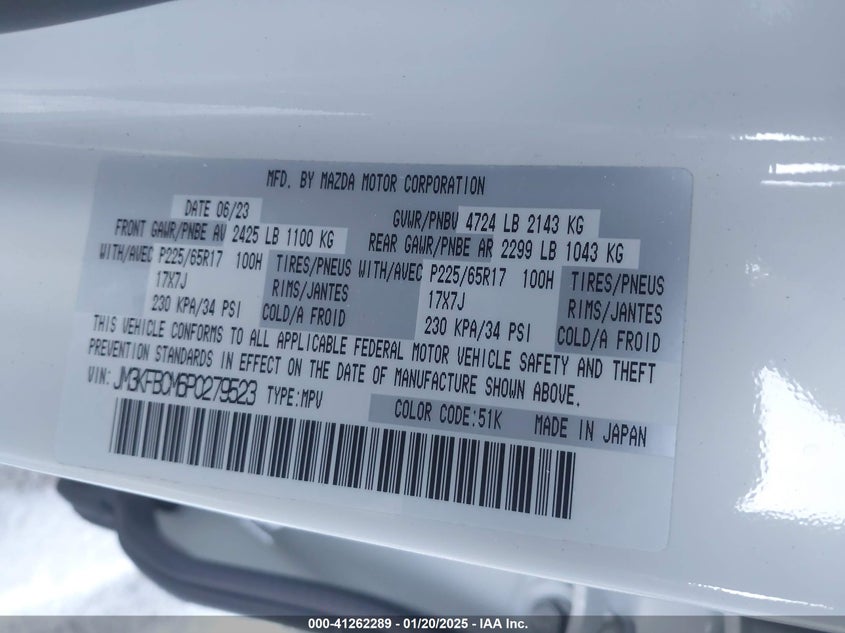 MFD. BY MAZDA MOTOR CORPORATION
DATE 06/23 GVWR/PNBV 4724 LB 2143 KG
FRONT GAWR/PNBE AV 2425 LB 1100 KG REAR GAWR/PNBE AR 2299 LB 1043 KG
WITH/AVEC P225/65R17 100H TIRES/PNEUS WITH/AVEC P225/65R17 100H TIRES/PNEUS
17X7J RIMS/JANTES 17X7J RIMS/JANTES
230 KPA/34 PSI COLD/A FROID 230 KPA/34 PSI COLD/A FROID
THIS VEHICLE CONFORMS TO ALL APPLICABLE FEDERAL MOTOR VEHICLE SAFETY AND THEFT
PREVENTION STANDARDS IN EFFECT ON THE DATE OF MANUFACTURE SHOWN ABOVE.
VIN: JM3KFBCM6P0279523 TYPE:MPV
COLOR CODE:51K MADE IN JAPAN
000-41262289 - 01/20/2025 - IAA Inc.